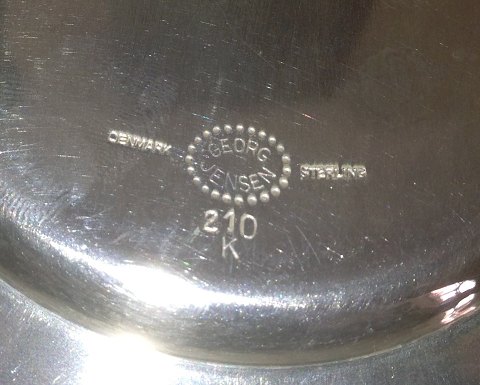 DENMARK
GEORG
JENSEN
STERLING
210
K